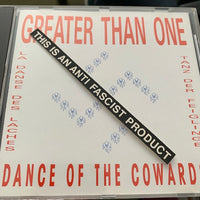 GREATER THAN ONE
THIS IS AN ANTI FASCIST PRODUCT
LA DANSE DES LACHES
TANZ DER FEIGLINGE
DANCE OF THE COWARD